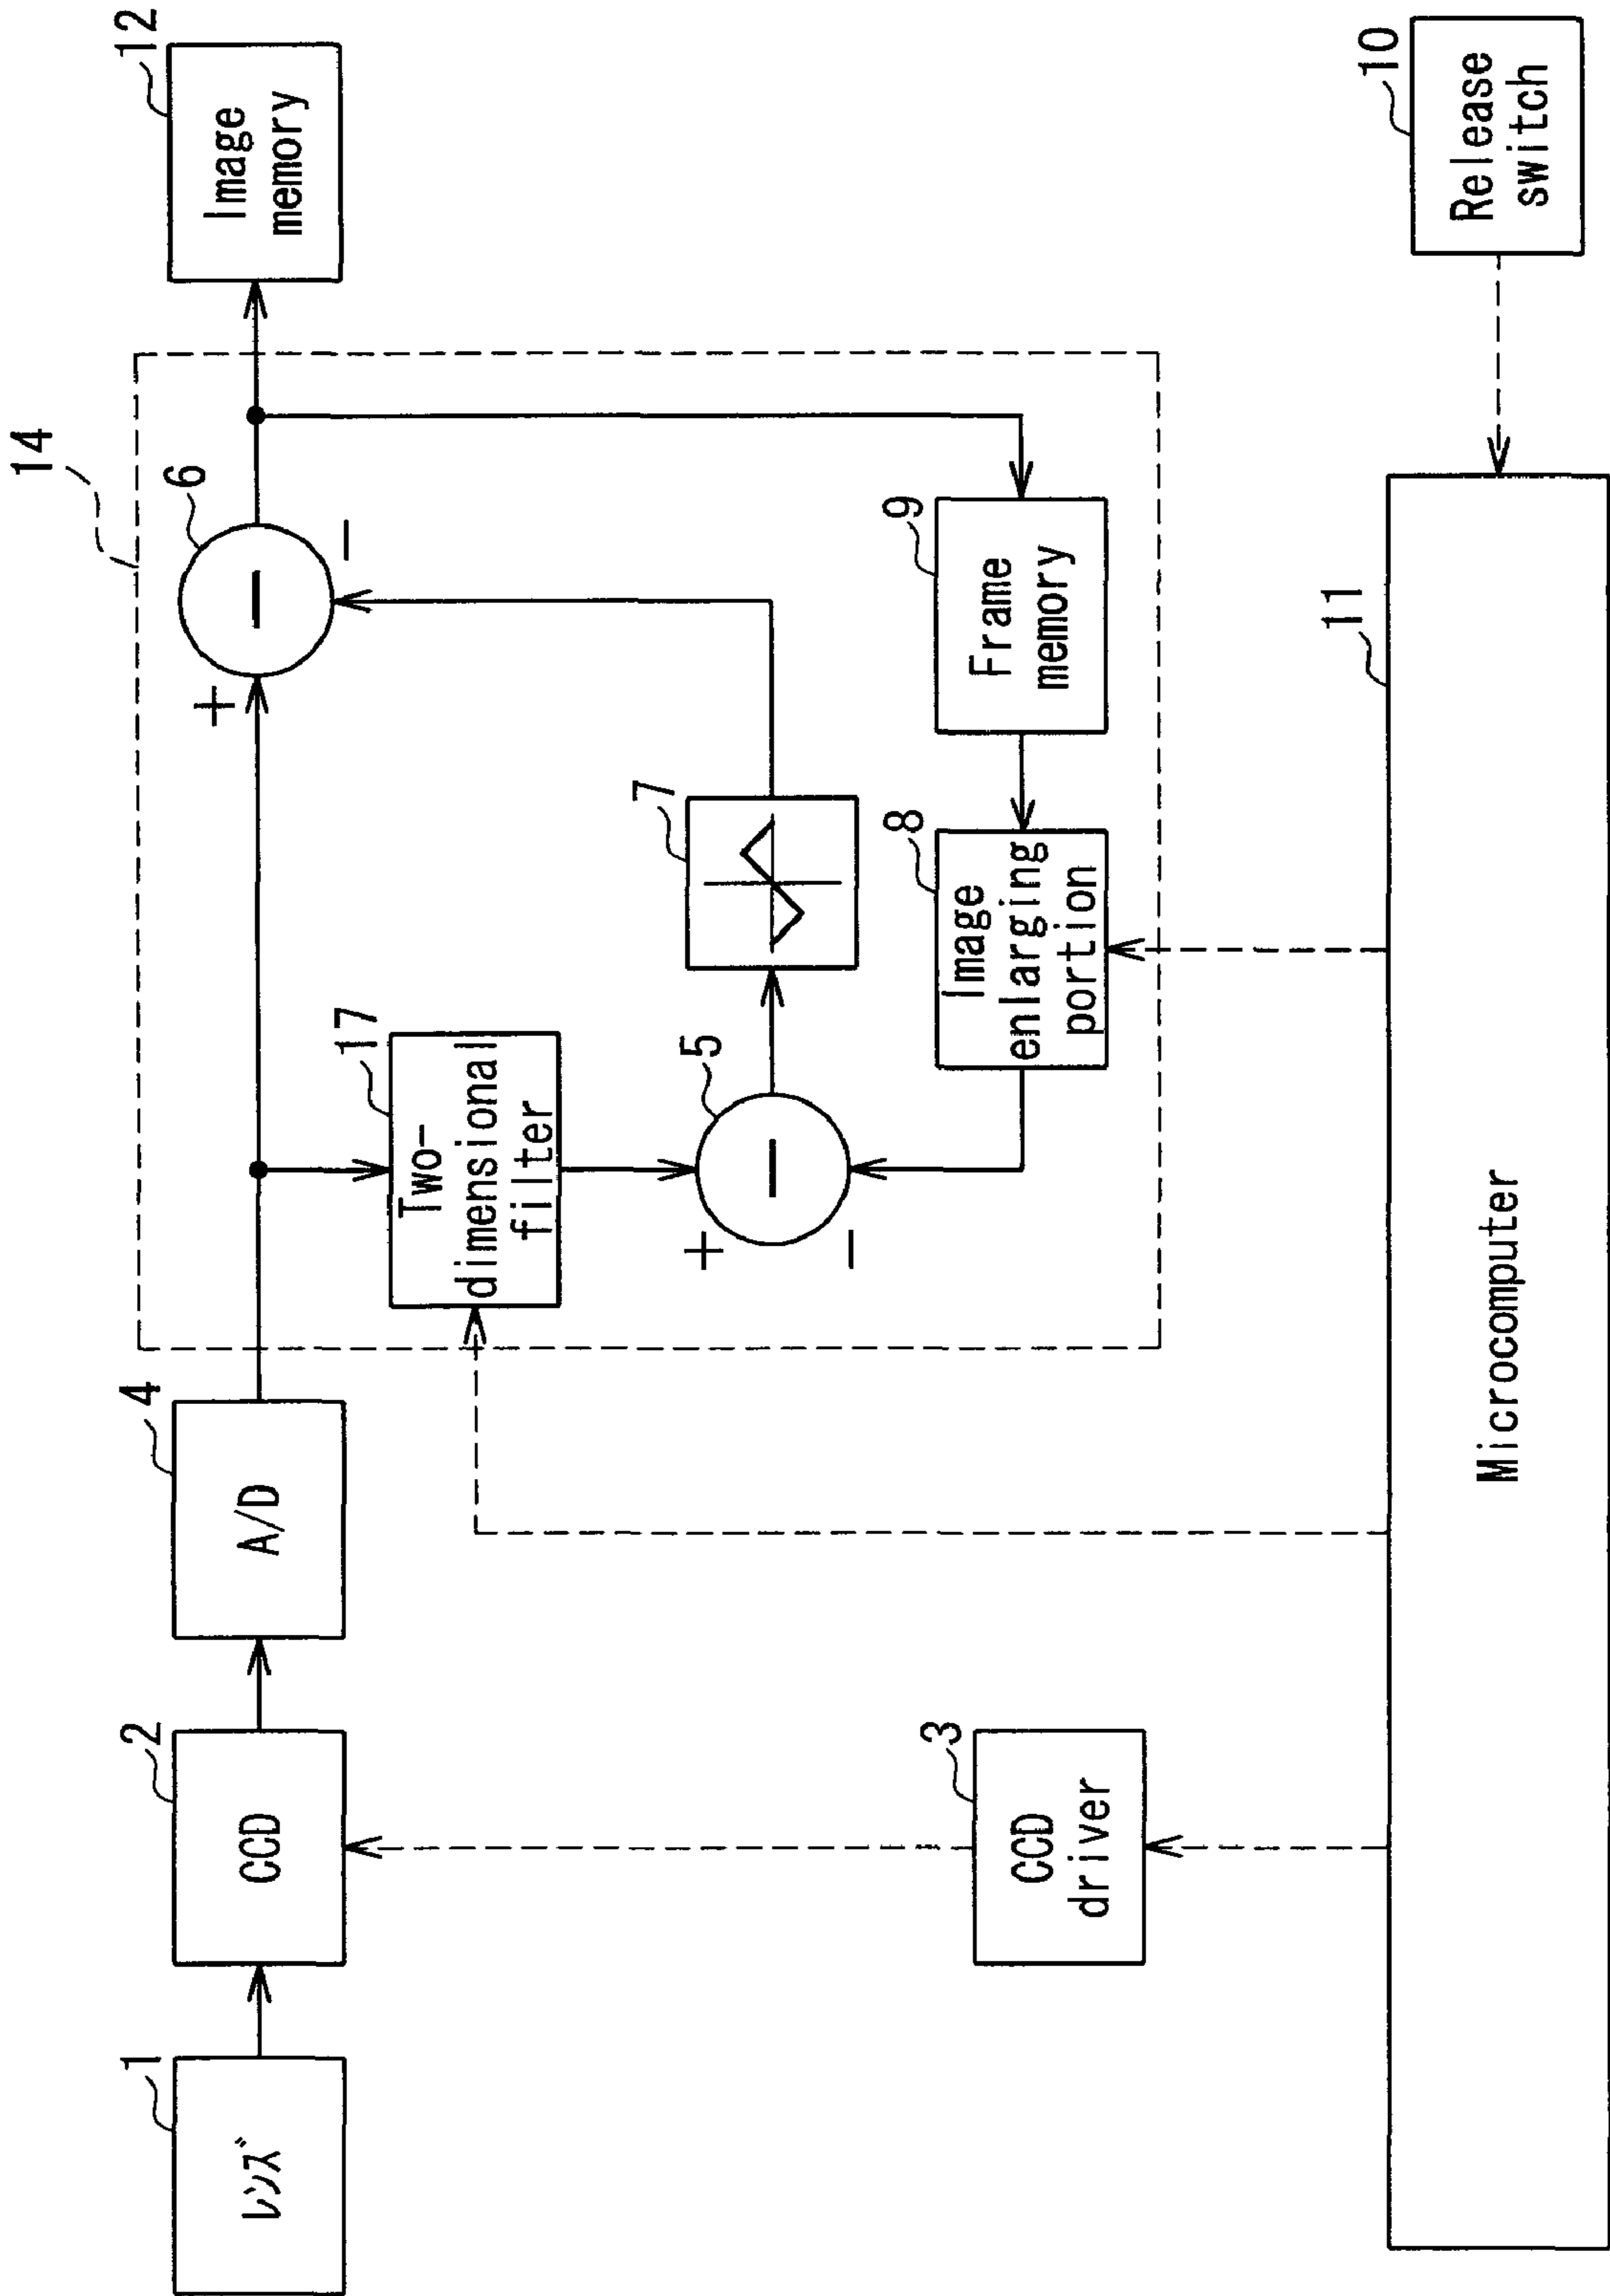 14
12
Image
memory
6
+
−
−
1
レンズ
2
CCD
4
A/D
17
Two-
dimensional
filter
7
5
+
−
−
9
Frame
memory
8
Image
enlarging
portion
3
CCD
driver
10
Release
switch
11
Microcomputer